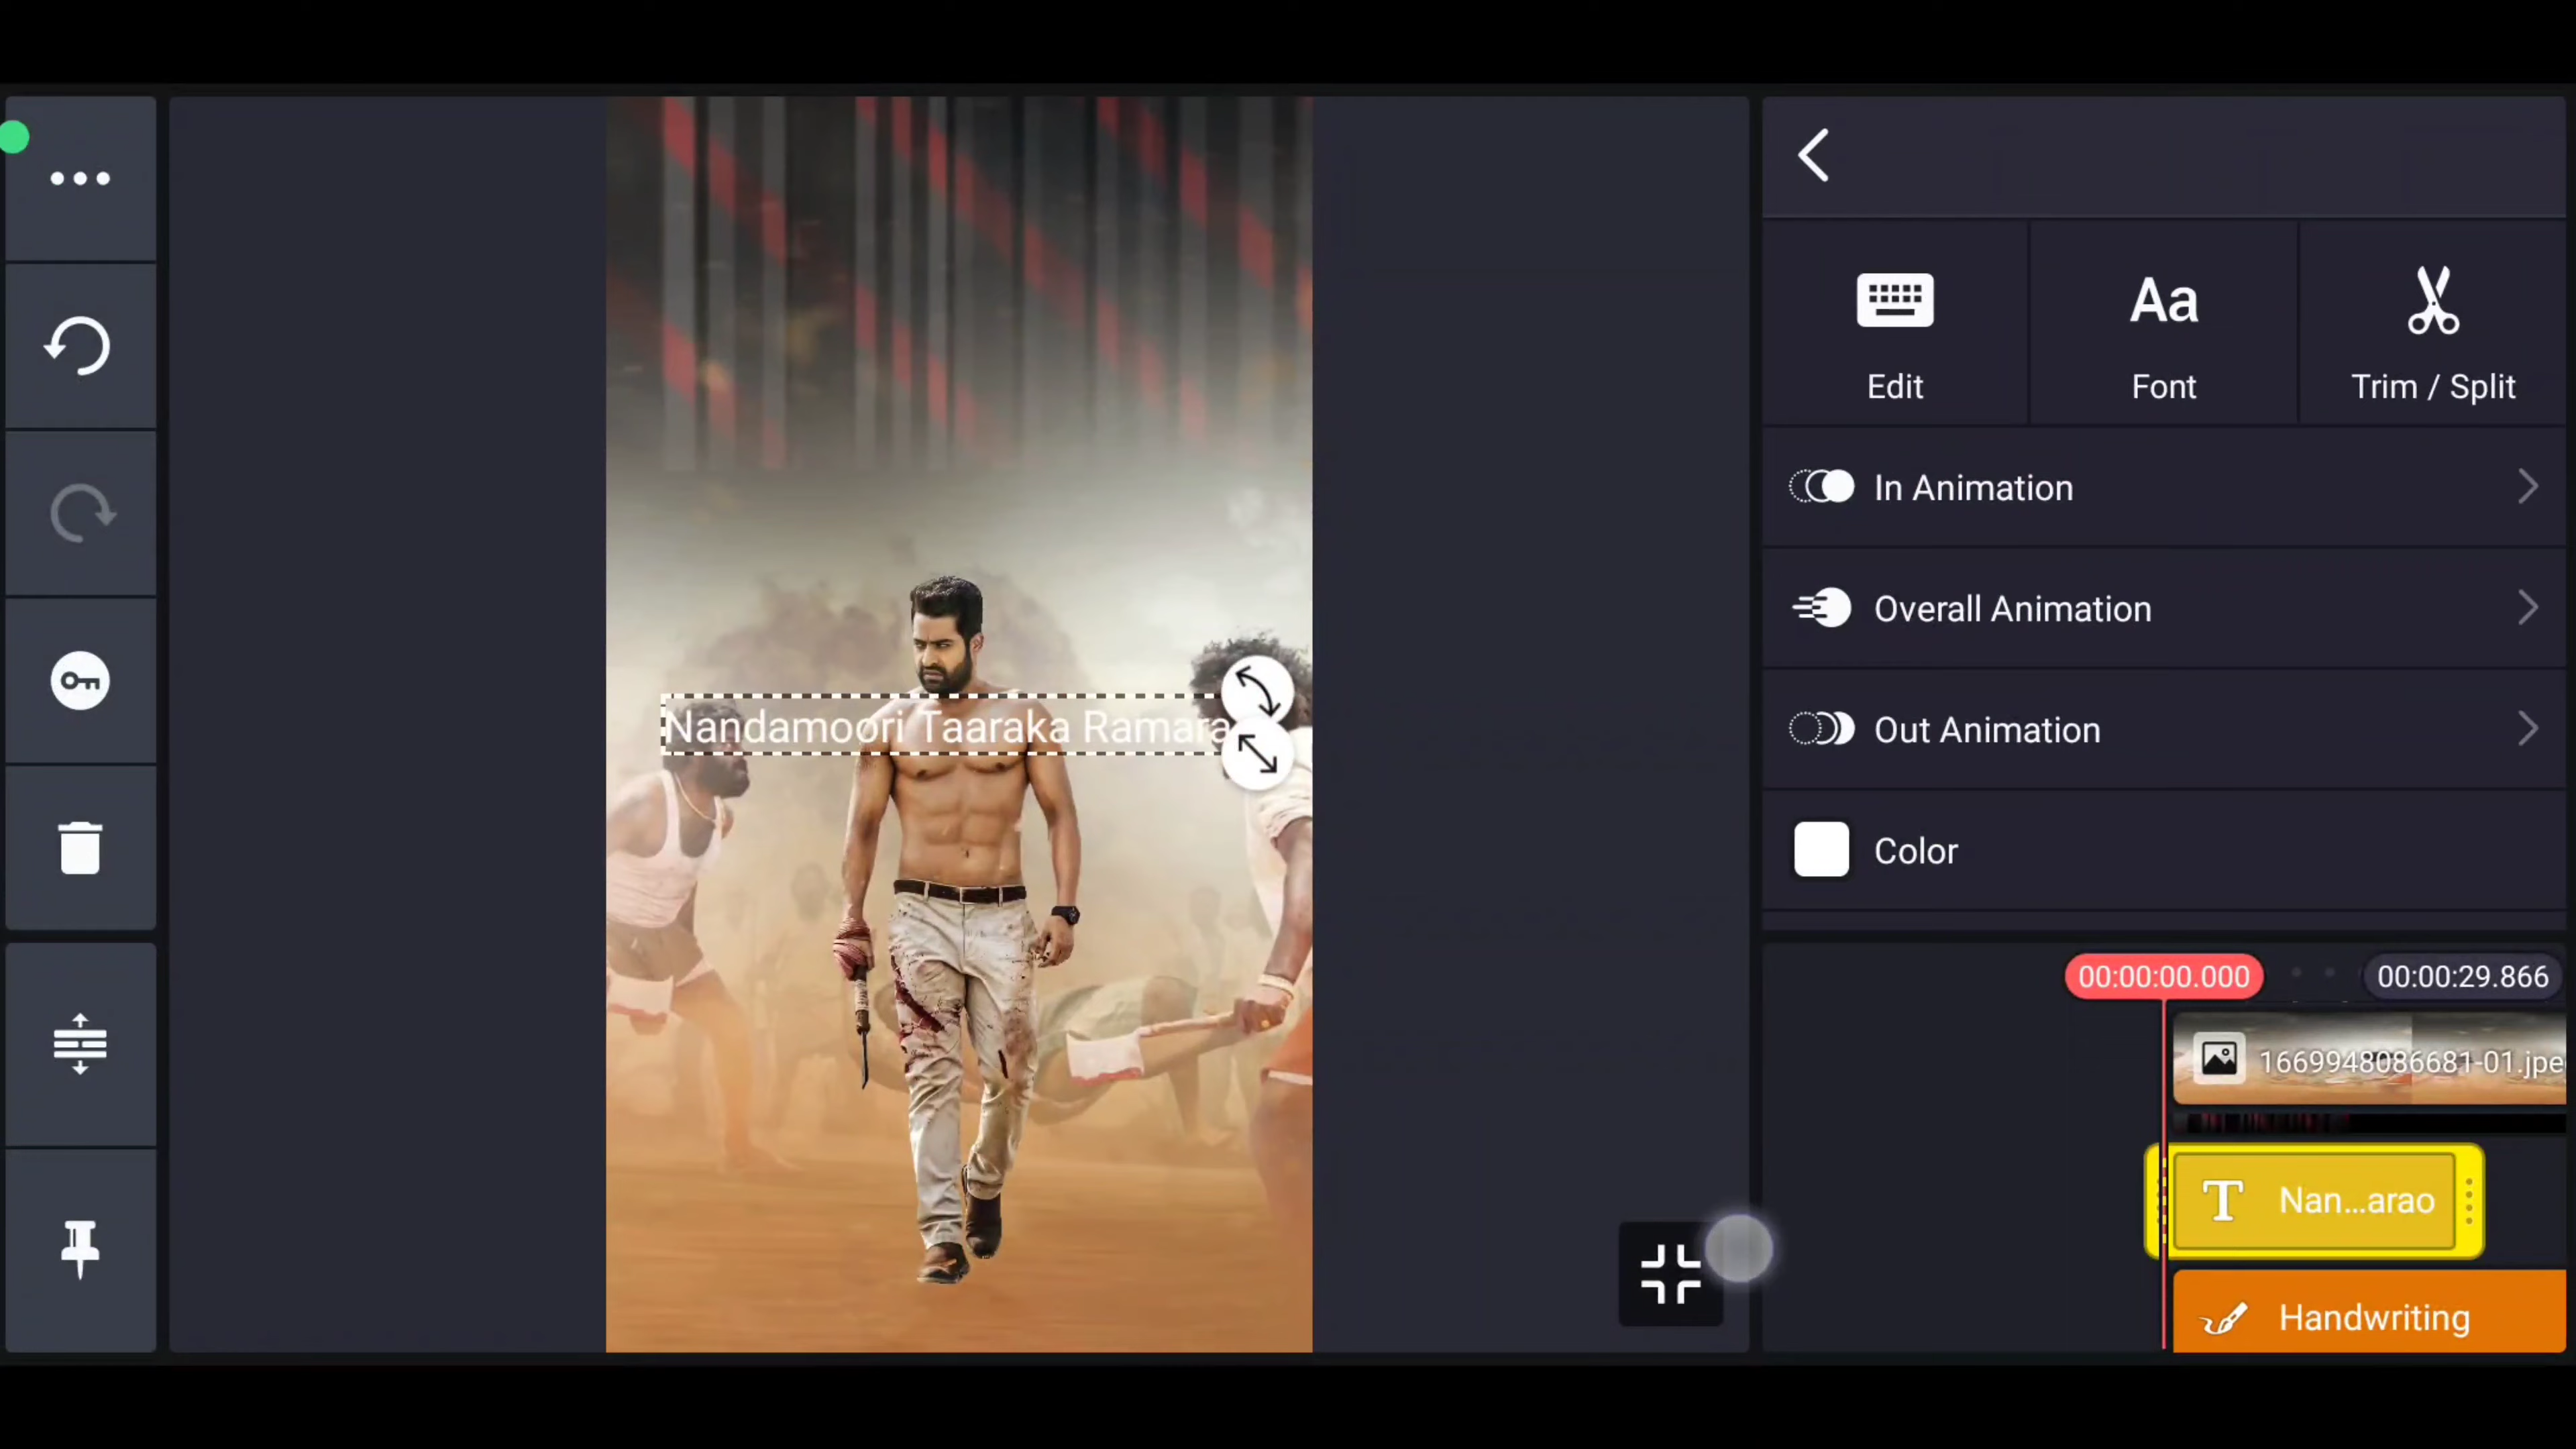 Edit
Font
Trim / Split
In Animation
Overall Animation
Out Animation
Color
Nandamoori Taaraka Ramara
00:00:00.000
00:00:29.866
1669948086681-01.jpe
T Nan...arao
Handwriting